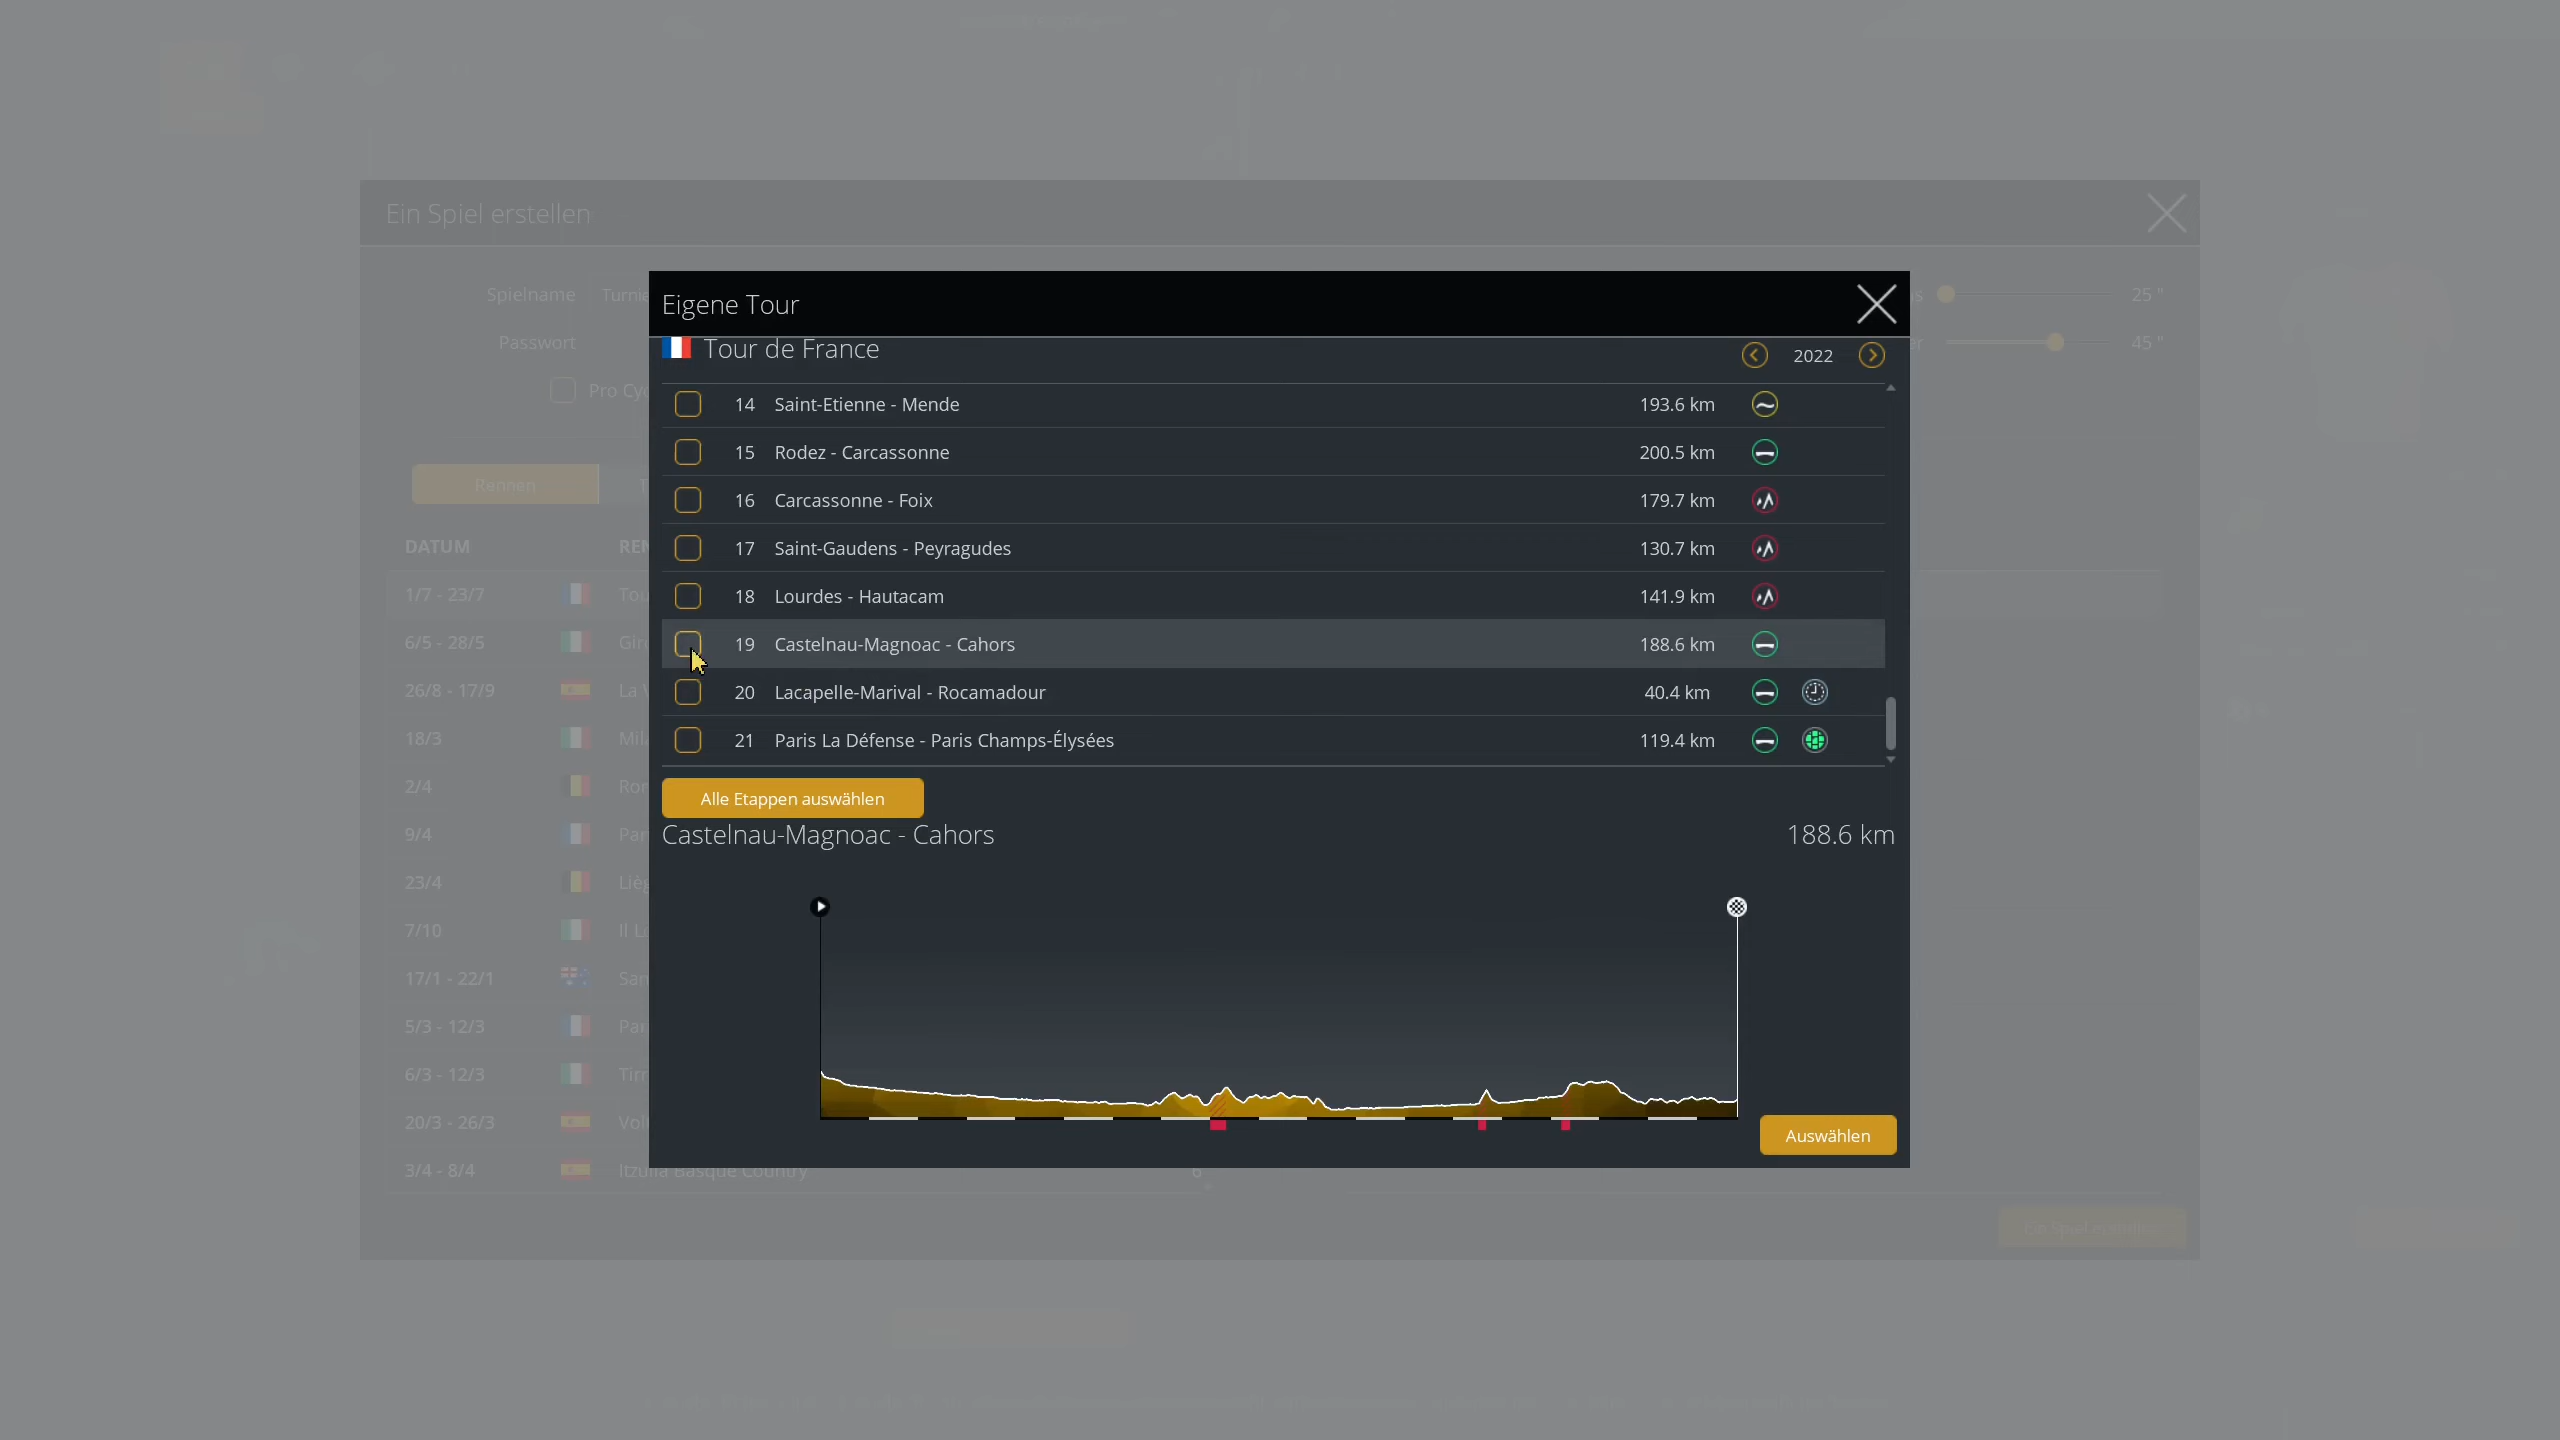 Ein Spiel erstellen
Spielname
25 "
Passwort
45 "
Eigene Tour
Tour de France
2022
14 Saint-Etienne - Mende 193.6 km
15 Rodez - Carcassonne 200.5 km
16 Carcassonne - Foix 179.7 km
17 Saint-Gaudens - Peyragudes 130.7 km
18 Lourdes - Hautacam 141.9 km
19 Castelnau-Magnoac - Cahors 188.6 km
20 Lacapelle-Marival - Rocamadour 40.4 km
21 Paris La Défense - Paris Champs-Élysées 119.4 km
Alle Etappen auswählen
Castelnau-Magnoac - Cahors 188.6 km
Auswählen
Rennen
DATUM
1/7 - 23/7
6/5 - 28/5
26/8 - 17/9
18/3
2/4
9/4
23/4
7/10
17/1 - 22/1
5/3 - 12/3
6/3 - 12/3
20/3 - 26/3
3/4 - 8/4 Itzulia Basque Country 6